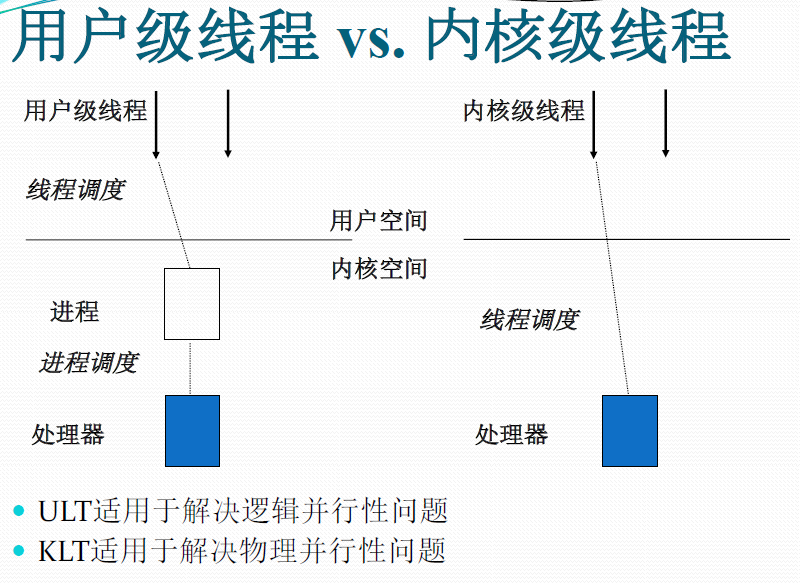 用户级线程 vs. 内核级线程
用户级线程
内核级线程
线程调度
用户空间
内核空间
进程
线程调度
进程调度
处理器
处理器
ULT适用于解决逻辑并行性问题
KLT适用于解决物理并行性问题